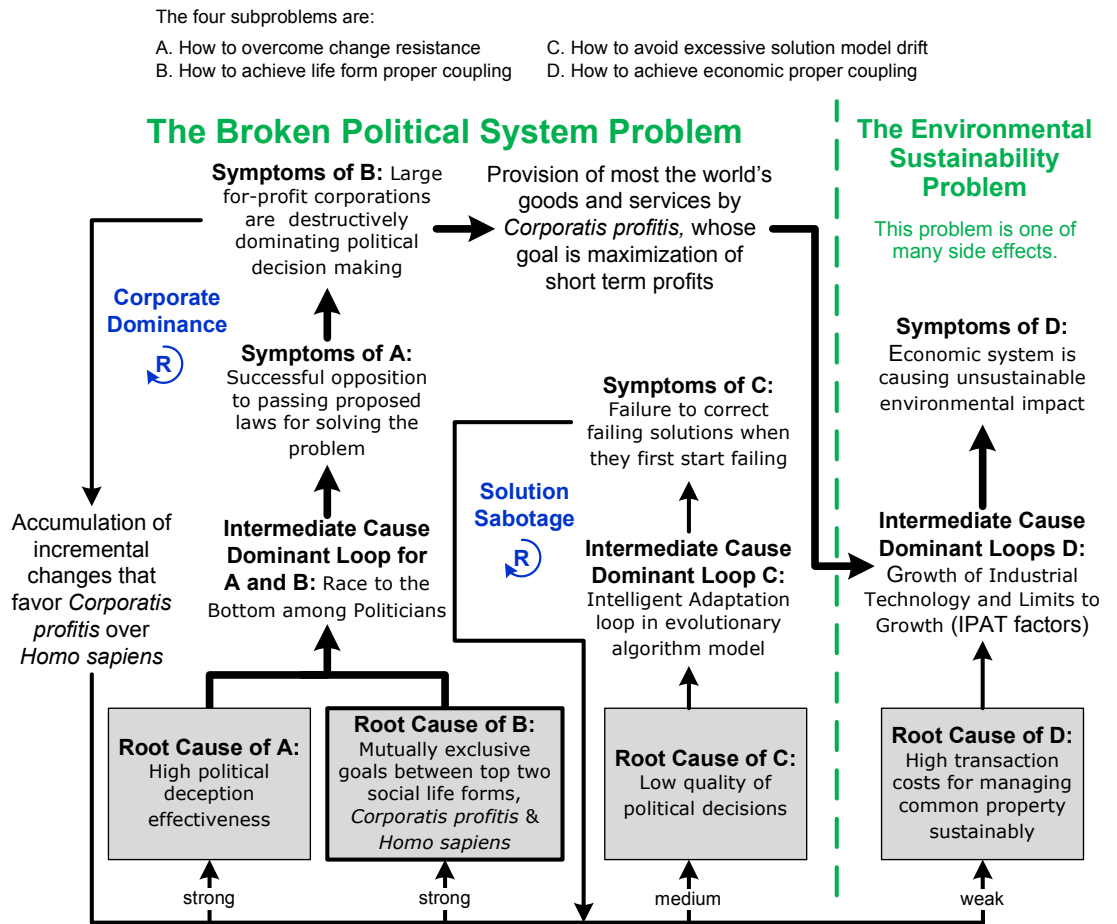 The four subproblems are:
A. How to overcome change resistance
B. How to achieve life form proper coupling
C. How to avoid excessive solution model drift
D. How to achieve economic proper coupling
The Broken Political System Problem
The Environmental
Sustainability
Problem
This problem is one of
many side effects.
Symptoms of B: Large
for-profit corporations
are destructively
dominating political
decision making
Provision of most the world's
goods and services by
Corporatis profitis, whose
goal is maximization of
short term profits
Corporate
Dominance
R
Symptoms of A:
Successful opposition
to passing proposed
laws for solving the
problem
Symptoms of C:
Failure to correct
failing solutions when
they first start failing
Symptoms of D:
Economic system is
causing unsustainable
environmental impact
Solution
Sabotage
R
Accumulation of
incremental
changes that
favor Corporatis
profitis over
Homo sapiens
Intermediate Cause
Dominant Loop for
A and B: Race to the
Bottom among Politicians
Intermediate Cause
Dominant Loop C:
Intelligent Adaptation
loop in evolutionary
algorithm model
Intermediate Cause
Dominant Loops D:
Growth of Industrial
Technology and Limits to
Growth (IPAT factors)
Root Cause of A:
High political
deception
effectiveness
Root Cause of B:
Mutually exclusive
goals between top two
social life forms,
Corporatis profitis &
Homo sapiens
Root Cause of C:
Low quality of
political decisions
Root Cause of D:
High transaction
costs for managing
common property
sustainably
strong
strong
medium
weak